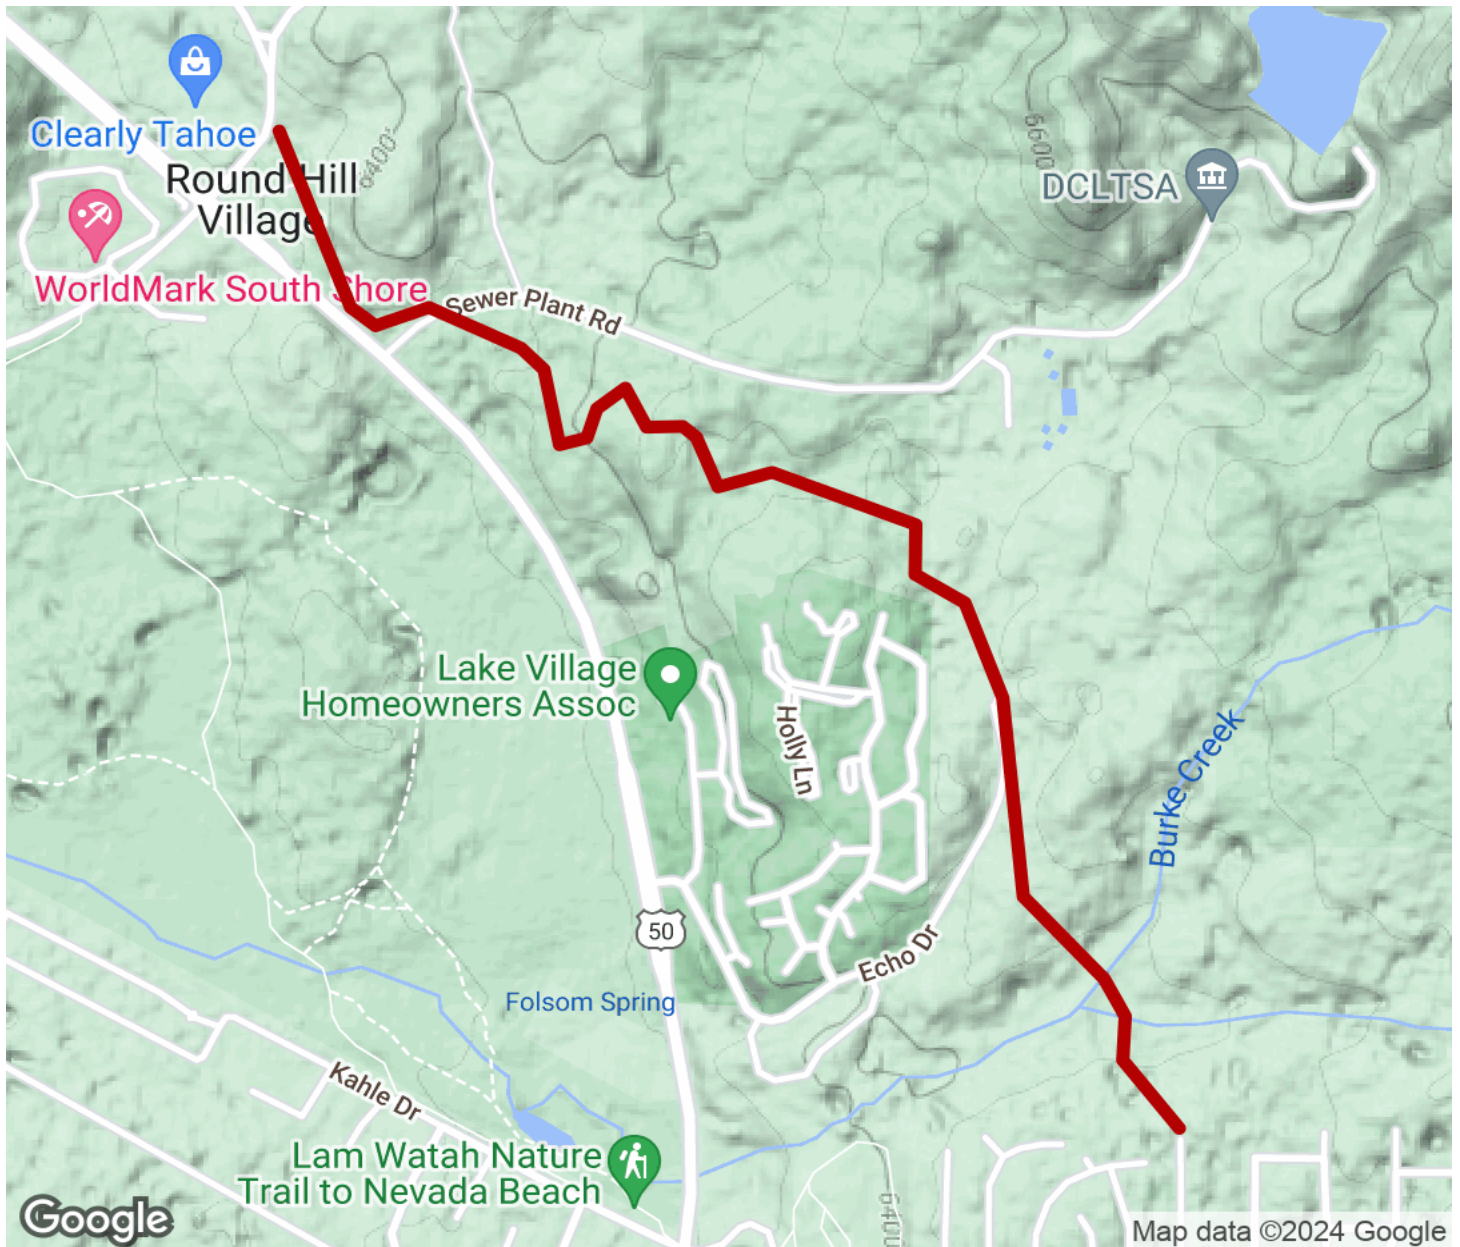 Clearly Tahoe
Round Hill
Village
6400'
WorldMark South Shore
6600
DCLTSA
Sewer Plant Rd
Lake Village
Homeowners Assoc
Holly Ln
Burke Creek
50
Echo Dr
Folsom Spring
Kahle Dr
Lam Watah Nature
Trail to Nevada Beach
6400
Google
Map data ©2024 Google